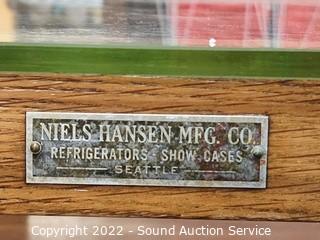 NIELS HANSEN MFG. CO.
REFRIGERATORS - SHOW CASES
SEATTLE
Copyright 2022 - Sound Auction Service